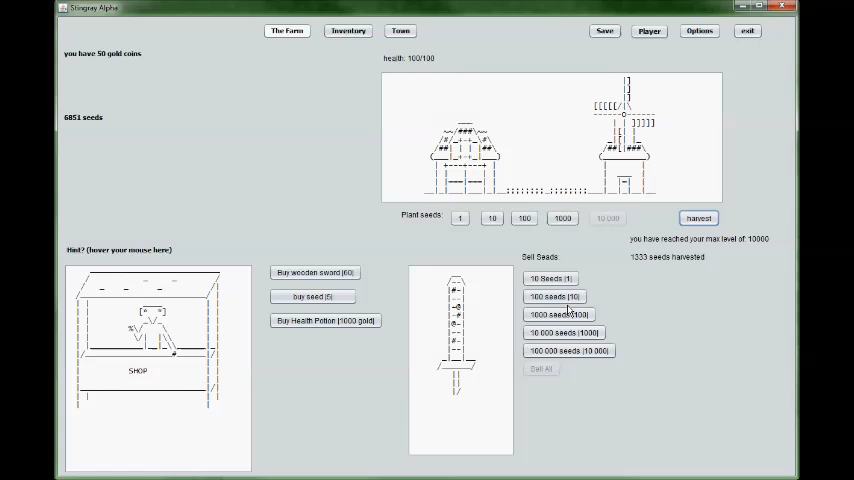 Stingray Alpha
The Farm
Inventory
Town
Save
Player
Options
exit
you have 50 gold coins
health: 100/100
6851 seeds
Plant seeds:
1
10
100
1000
10 000
harvest
you have reached your max level of: 10000
Hint? (hover your mouse here)
Sell Seads:
1333 seeds harvested
Buy wooden sword |60|
buy seed |5|
Buy Health Potion |1000 gold|
10 Seeds |1|
100 seeds |10|
1000 seeds |100|
10 000 seeds |1000|
100 000 seeds |10 000|
Sell All
SHOP